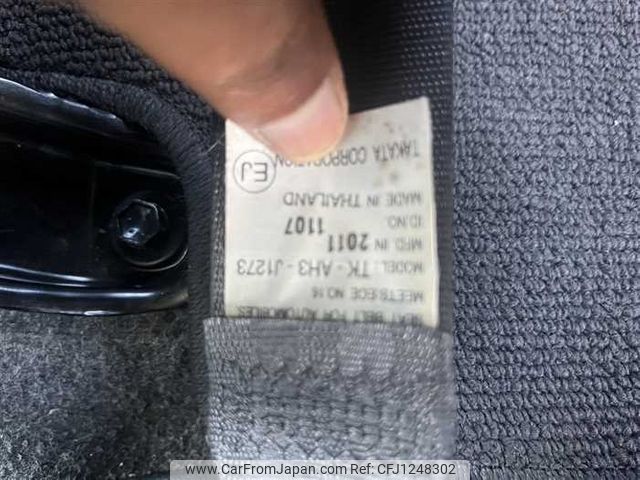 SEAT BELT FOR AUTOMOBILES
MEETS:ECE NO.16
MODEL: TK - AH3 - J1273
MFD. IN 2011
ID.NO. 1107
MADE IN THAILAND
TAKATA CORPORATION
EJ
www.CarFromJapan.com | © CarFromJapan | CFJ1248302